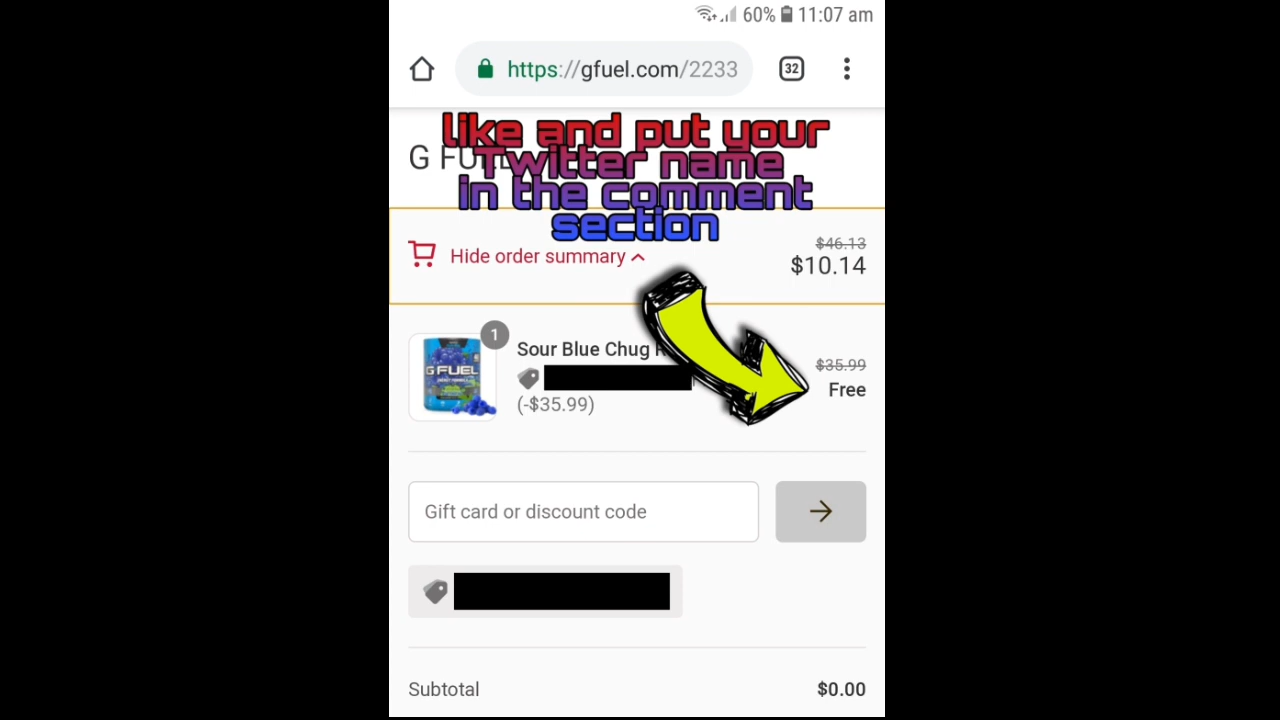 60% 11:07 am
https://gfuel.com/2233
32
like and put your
Twitter name
in the comment
section
G FUEL
$46.13
Hide order summary
$10.14
1
Sour Blue Chug
$35.99
G FUEL
Free
(-$35.99)
Gift card or discount code
Subtotal
$0.00